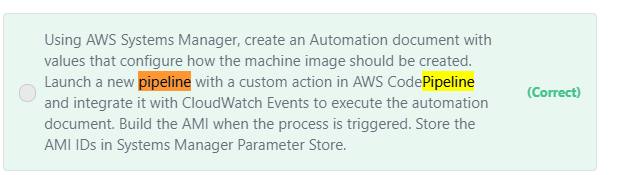 Using AWS Systems Manager, create an Automation document with
values that configure how the machine image should be created.
Launch a new pipeline with a custom action in AWS CodePipeline
and integrate it with CloudWatch Events to execute the automation
document. Build the AMI when the process is triggered. Store the
AMI IDs in Systems Manager Parameter Store.
(Correct)